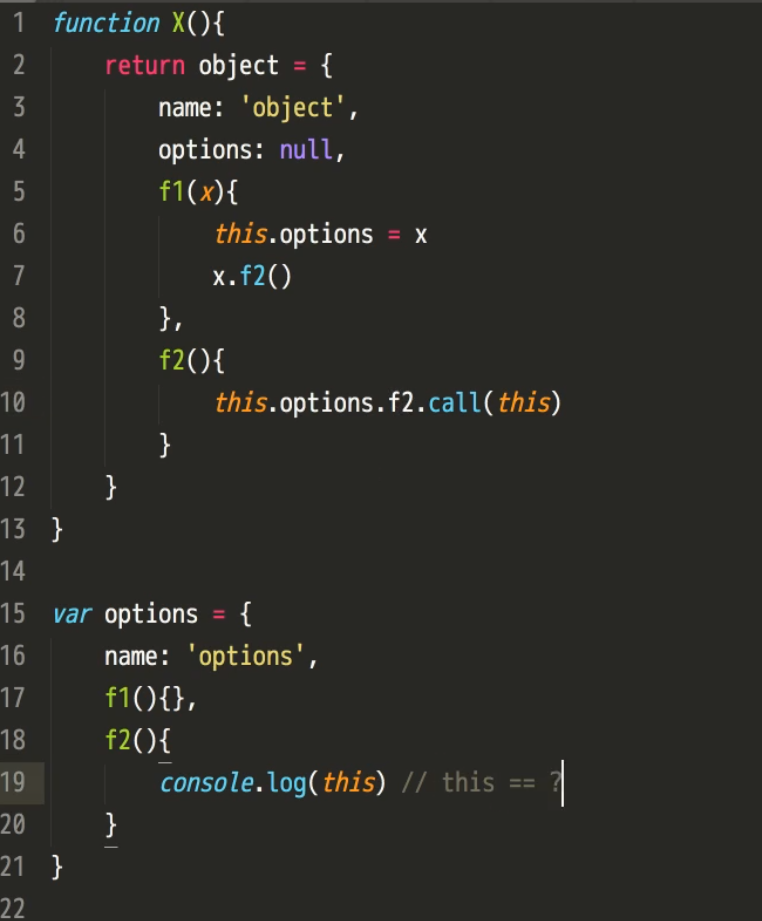 1 function X(){
2 return object = {
3 name: 'object',
4 options: null,
5 f1(x){
6 this.options = x
7 x.f2()
8 },
9 f2(){
10 this.options.f2.call(this)
11 }
12 }
13 }
14
15 var options = {
16 name: 'options',
17 f1(){},
18 f2(){
19 console.log(this) // this == ?
20 }
21 }
22